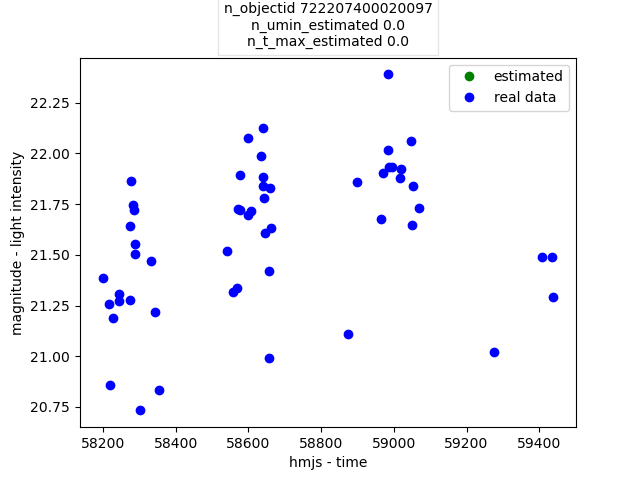 n_objectid 722207400020097
n_umin_estimated 0.0
n_t_max_estimated 0.0
estimated
real data
magnitude - light intensity
22.25
22.00
21.75
21.50
21.25
21.00
20.75
58200 58400 58600 58800 59000 59200 59400
hmjs - time